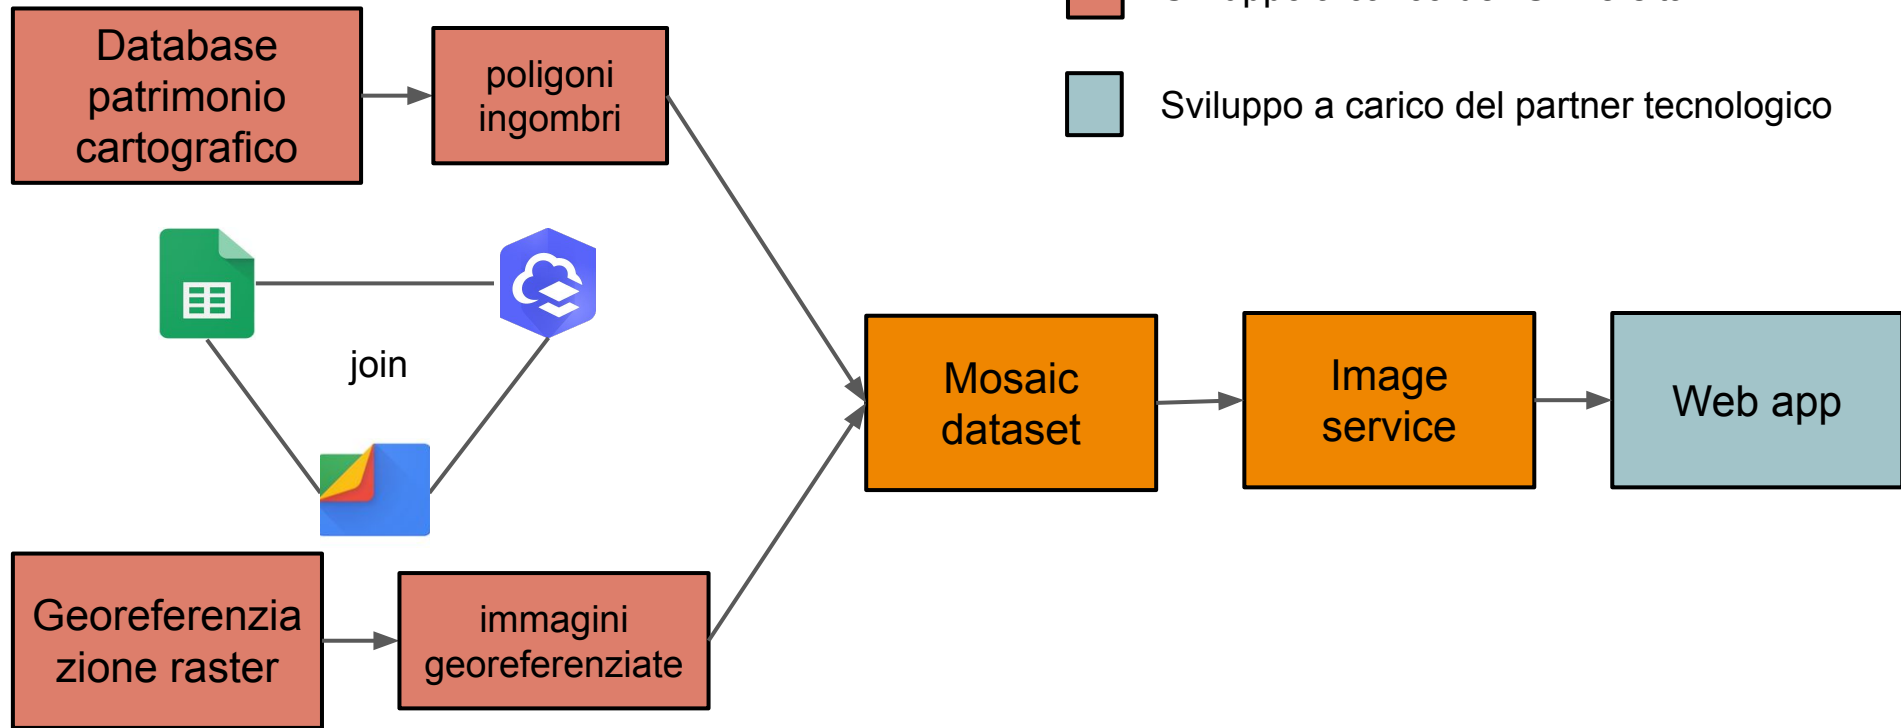 Database
patrimonio
cartografico
poligoni
ingombri
Sviluppo a carico del partner tecnologico
join
Mosaic
dataset
Image
service
Web app
Georeferenzia
zione raster
immagini
georeferenziate